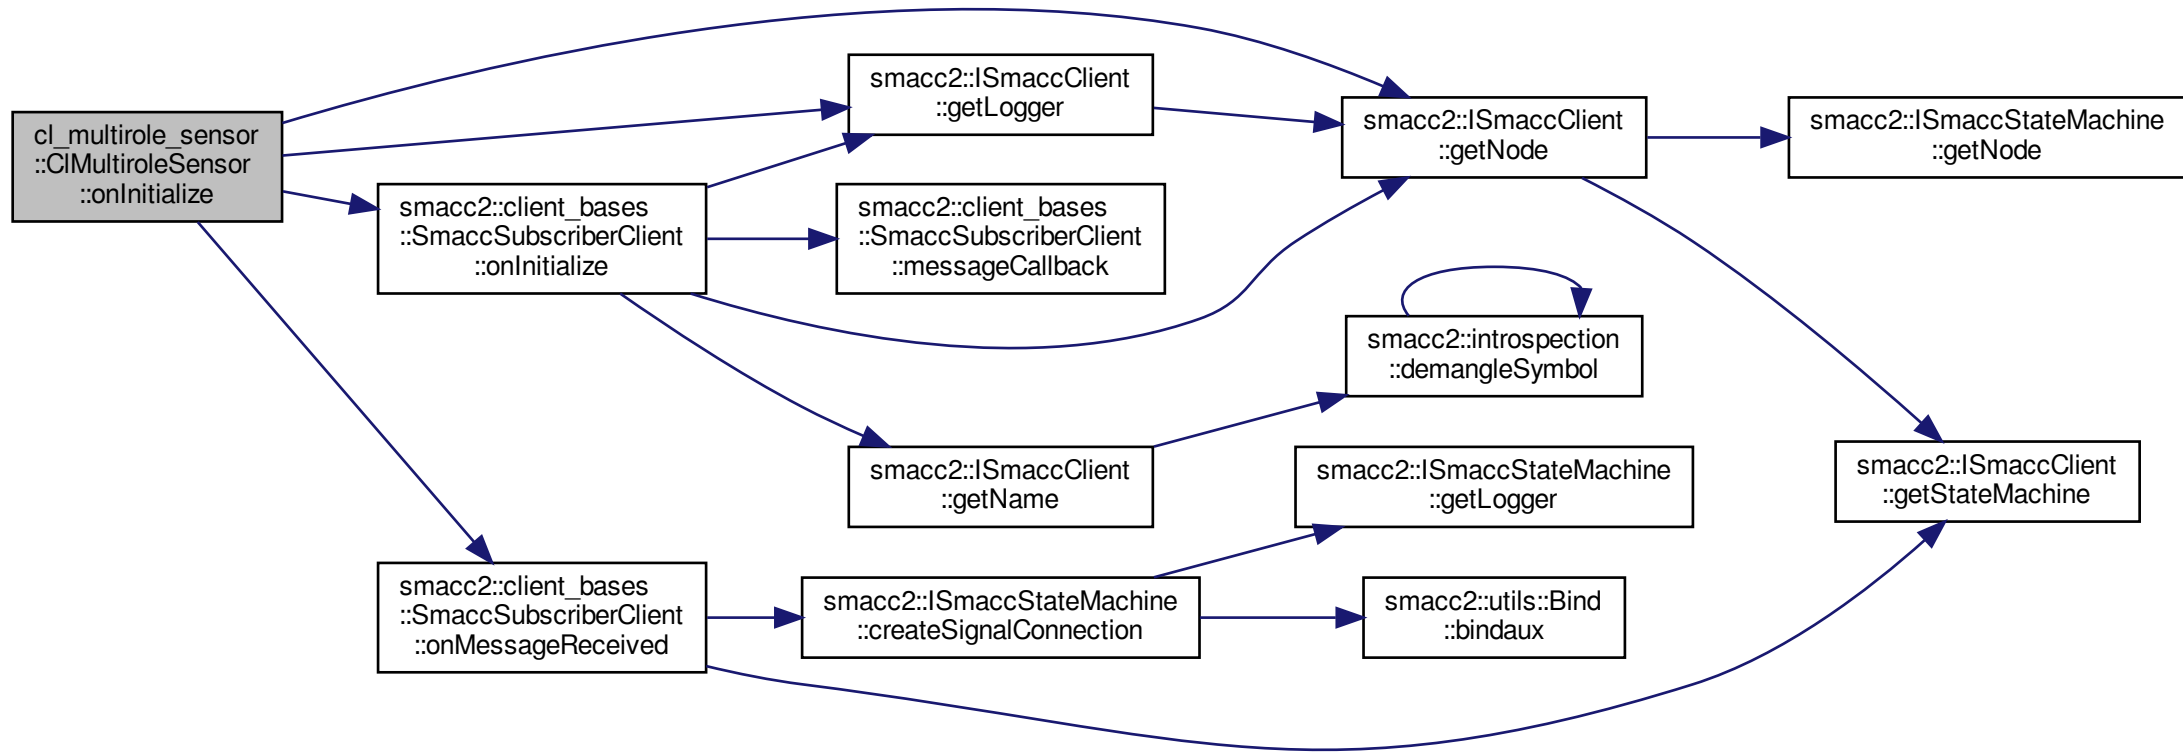 cl_multirole_sensor
::ClMultiroleSensor
::onInitialize
smacc2::ISmaccClient
::getLogger
smacc2::ISmaccClient
::getNode
smacc2::ISmaccStateMachine
::getNode
smacc2::client_bases
::SmaccSubscriberClient
::onInitialize
smacc2::client_bases
::SmaccSubscriberClient
::messageCallback
smacc2::introspection
::demangleSymbol
smacc2::ISmaccClient
::getName
smacc2::ISmaccStateMachine
::getLogger
smacc2::ISmaccClient
::getStateMachine
smacc2::client_bases
::SmaccSubscriberClient
::onMessageReceived
smacc2::ISmaccStateMachine
::createSignalConnection
smacc2::utils::Bind
::bindaux